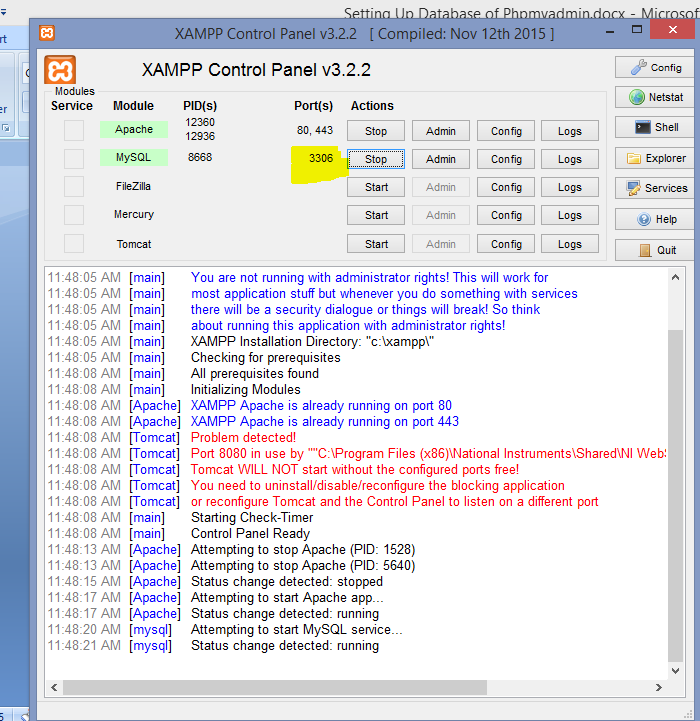 Setting Up Database of Phpmyadmin.docx - Microsof
XAMPP Control Panel v3.2.2 [ Compiled: Nov 12th 2015 ]
XAMPP Control Panel v3.2.2
Config
Modules
Service Module PID(s) Port(s) Actions
Netstat
Apache 12360 12936 80, 443 Stop Admin Config Logs
Shell
MySQL 8668 3306 Stop Admin Config Logs
Explorer
FileZilla Start Admin Config Logs
Services
Mercury Start Admin Config Logs
Help
Tomcat Start Admin Config Logs
Quit
11:48:05 AM [main] You are not running with administrator rights! This will work for
11:48:05 AM [main] most application stuff but whenever you do something with services
11:48:05 AM [main] there will be a security dialogue or things will break! So think
11:48:05 AM [main] about running this application with administrator rights!
11:48:05 AM [main] XAMPP Installation Directory: "c:\xampp\"
11:48:05 AM [main] Checking for prerequisites
11:48:08 AM [main] All prerequisites found
11:48:08 AM [main] Initializing Modules
11:48:08 AM [Apache] XAMPP Apache is already running on port 80
11:48:08 AM [Apache] XAMPP Apache is already running on port 443
11:48:08 AM [Tomcat] Problem detected!
11:48:08 AM [Tomcat] Port 8080 in use by ""C:\Program Files (x86)\National Instruments\Shared\NI WebS
11:48:08 AM [Tomcat] Tomcat WILL NOT start without the configured ports free!
11:48:08 AM [Tomcat] You need to uninstall/disable/reconfigure the blocking application
11:48:08 AM [Tomcat] or reconfigure Tomcat and the Control Panel to listen on a different port
11:48:08 AM [main] Starting Check-Timer
11:48:08 AM [main] Control Panel Ready
11:48:13 AM [Apache] Attempting to stop Apache (PID: 1528)
11:48:13 AM [Apache] Attempting to stop Apache (PID: 5640)
11:48:15 AM [Apache] Status change detected: stopped
11:48:17 AM [Apache] Attempting to start Apache app...
11:48:17 AM [Apache] Status change detected: running
11:48:20 AM [mysql] Attempting to start MySQL service...
11:48:21 AM [mysql] Status change detected: running